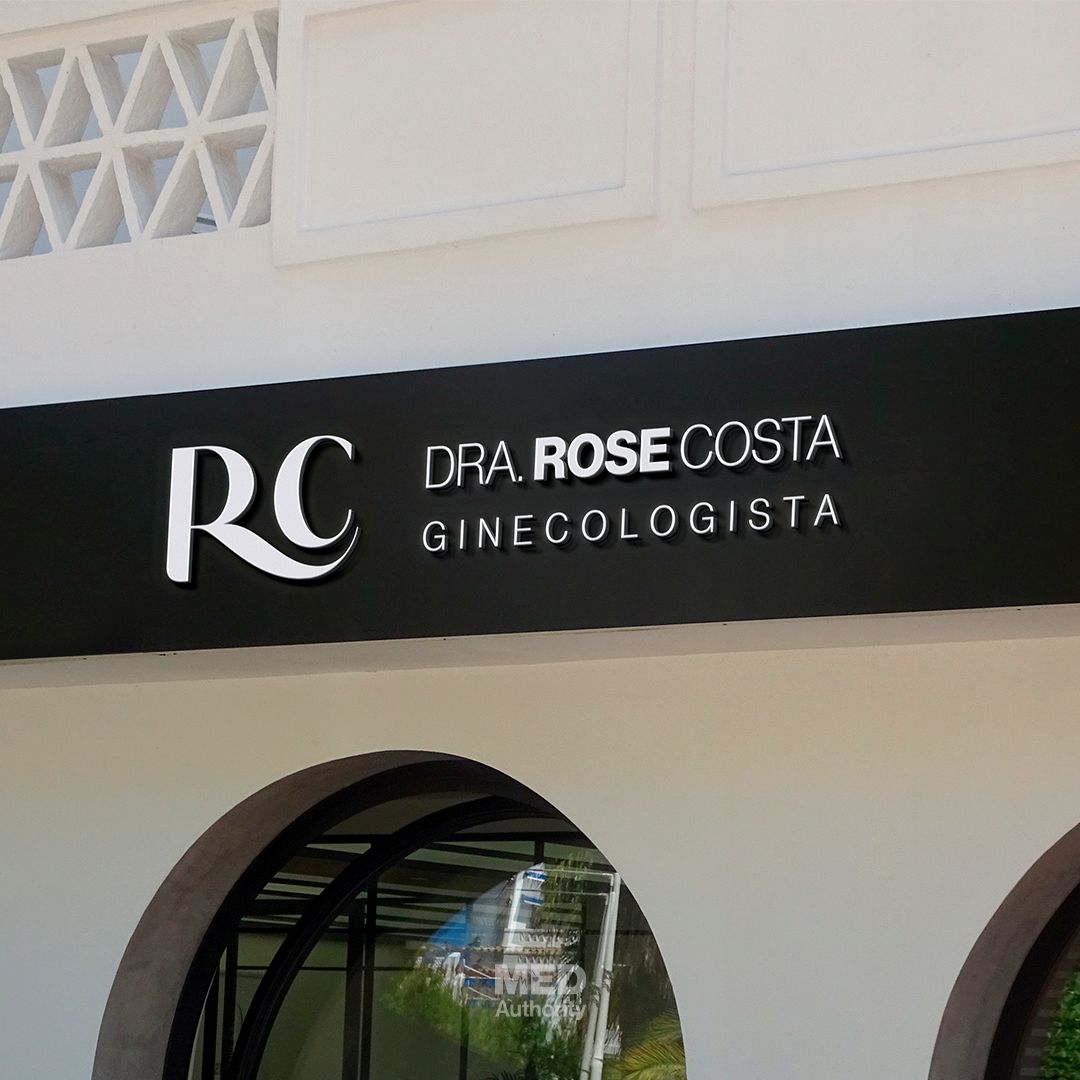 RC
DRA. ROSE COSTA
GINECOLOGISTA
MED
Authority